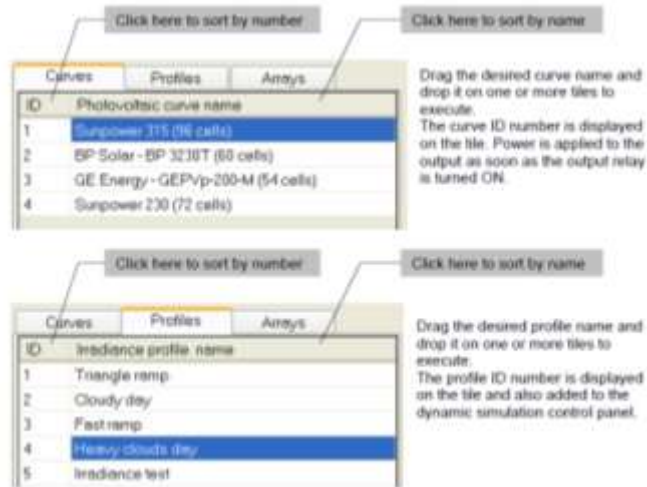 Click here to sort by number
Click here to sort by name
Curves Profiles Arrays
ID Photovoltaic curve name
1 Sunpower 315 (96 cells)
2 BP Solar - BP 3230T (60 cells)
3 GE Energy - GEPVp-200-M (54 cells)
4 Sunpower 230 (72 cells)
Drag the desired curve name and
drop it on one or more tiles to
execute.
The curve ID number is displayed
on the tile. Power is applied to the
output as soon as the output relay
is turned ON.
Click here to sort by number
Click here to sort by name
Curves Profiles Arrays
ID Irradiance profile name
1 Triangle ramp
2 Cloudy day
3 Fast ramp
4 Heavy clouds day
5 Irradiance test
Drag the desired profile name and
drop it on one or more tiles to
execute.
The profile ID number is displayed
on the tile and also added to the
dynamic simulation control panel.